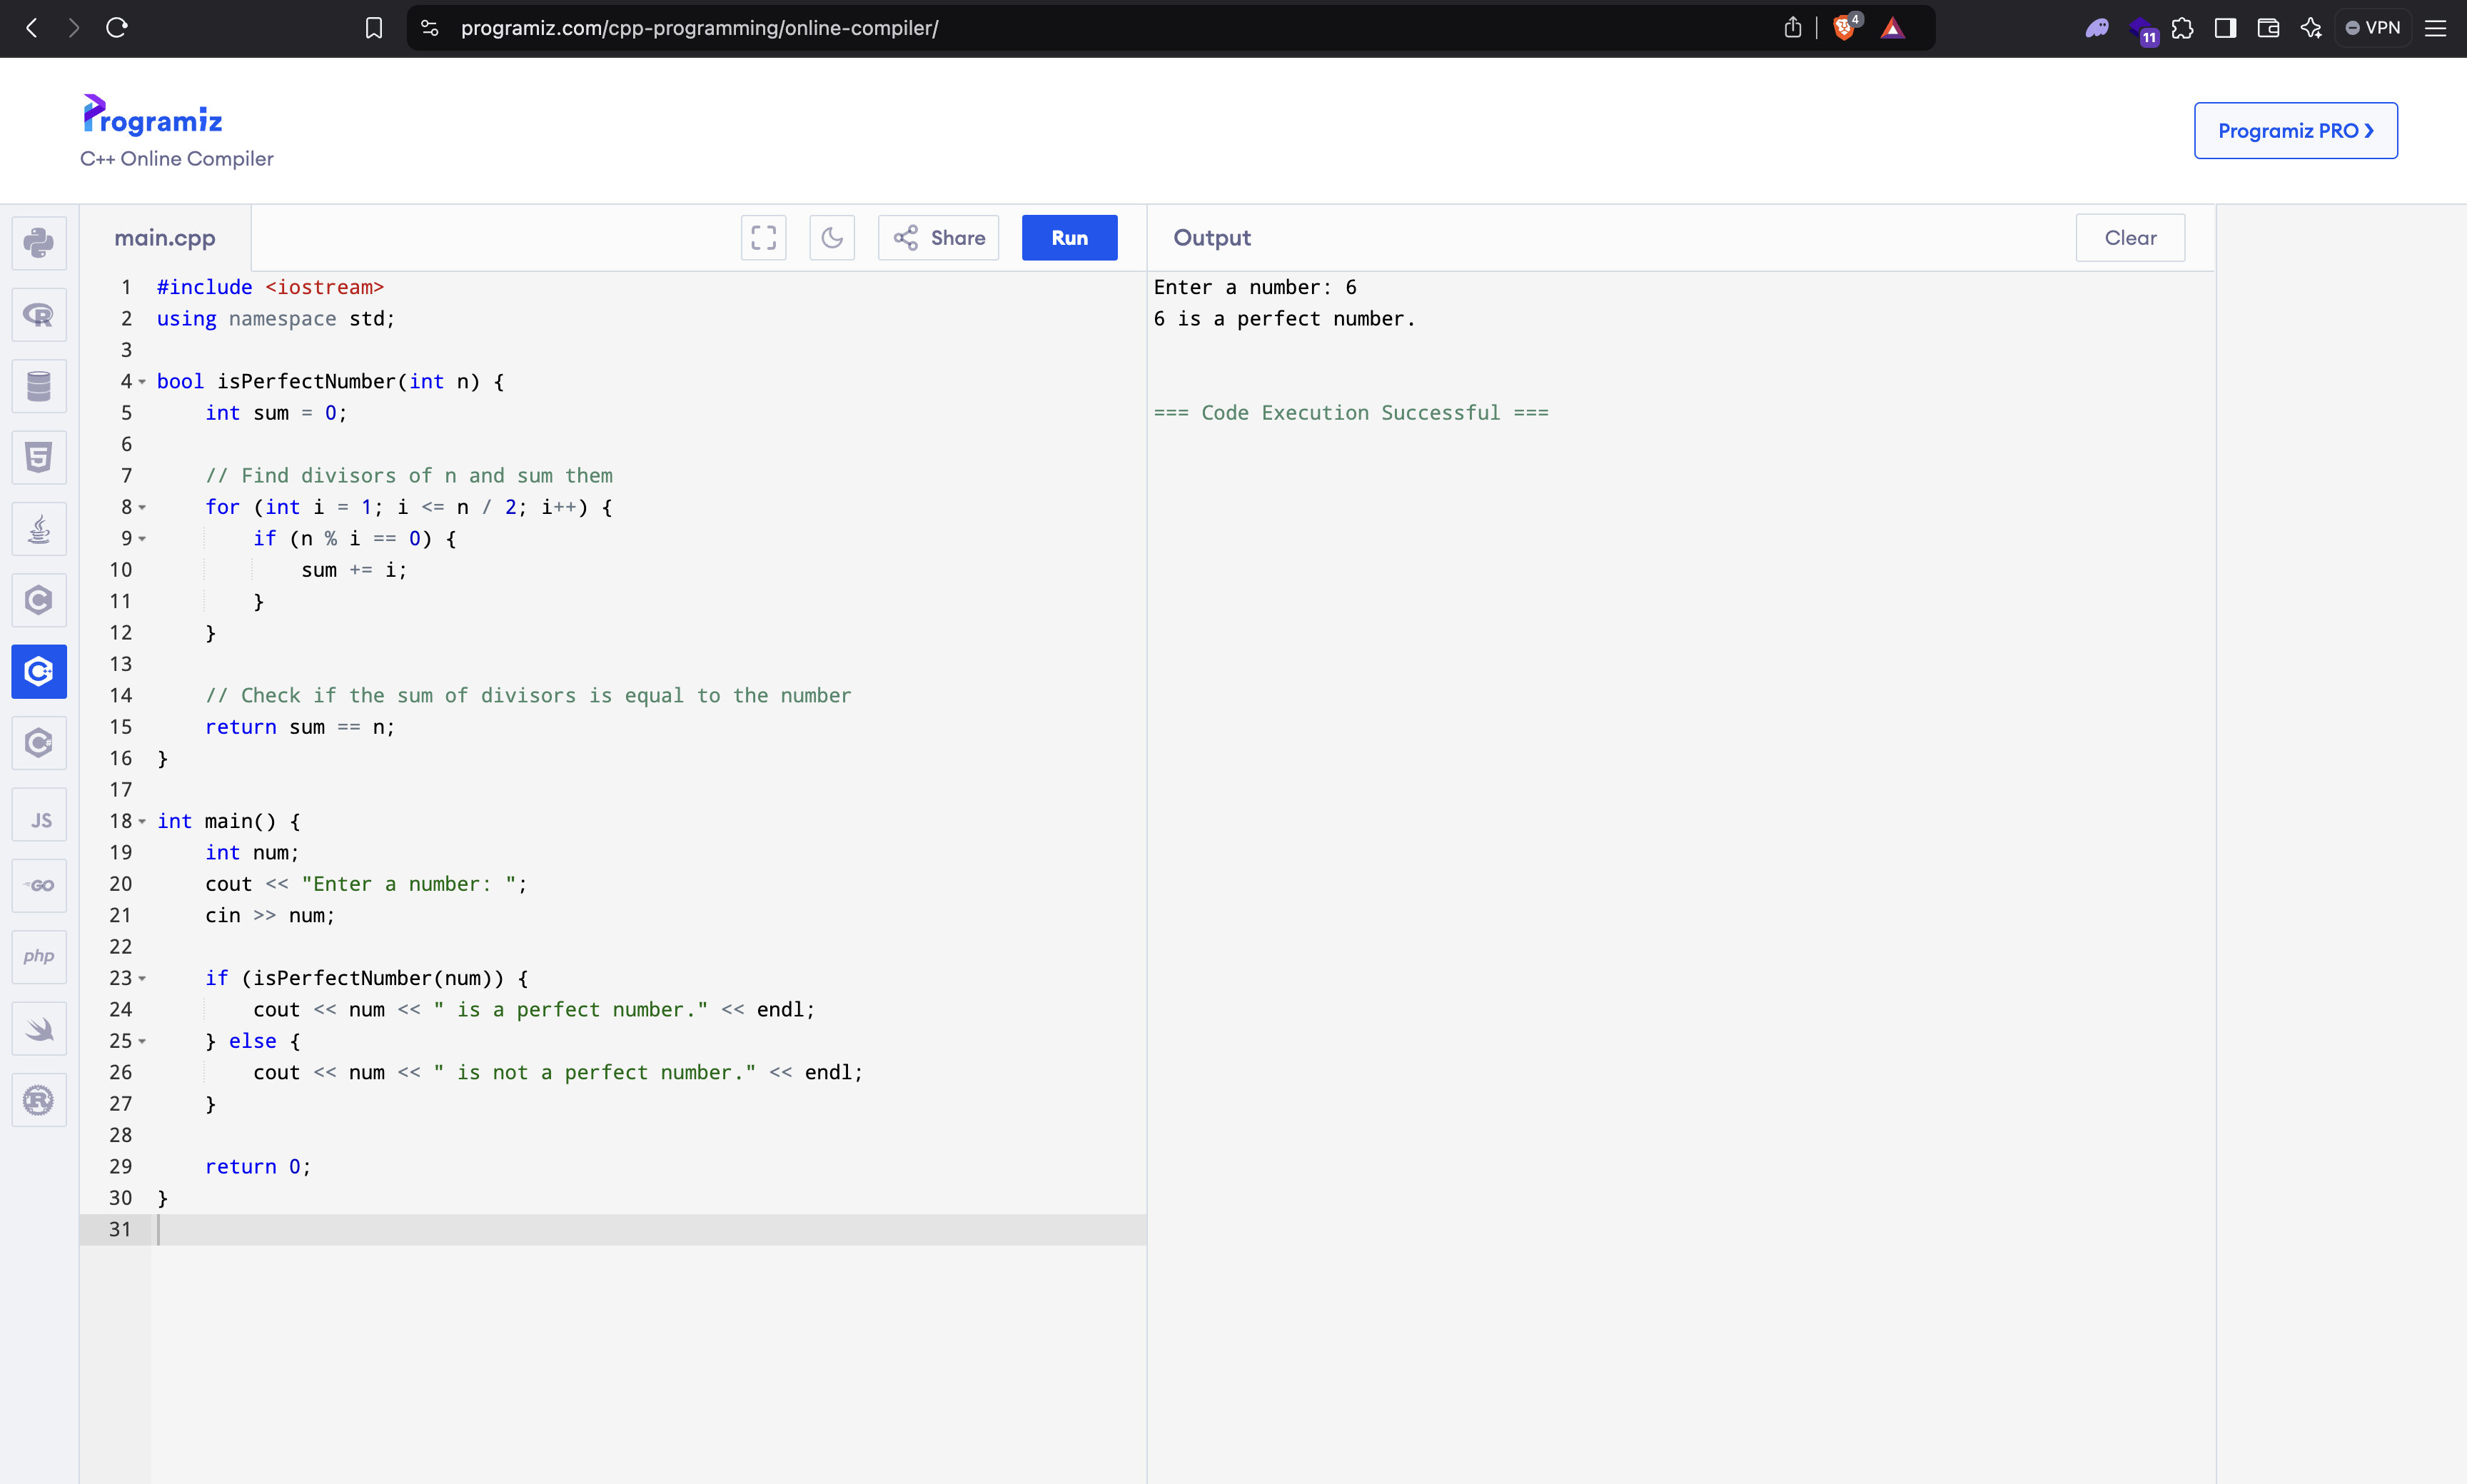 programiz.com/cpp-programming/online-compiler/
4
11
VPN
Programiz
C++ Online Compiler
Programiz PRO ❯
main.cpp
Share
Run
Output
Clear
1 #include <iostream>
2 using namespace std;
3
4 bool isPerfectNumber(int n) {
5     int sum = 0;
6
7     // Find divisors of n and sum them
8     for (int i = 1; i <= n / 2; i++) {
9         if (n % i == 0) {
10             sum += i;
11         }
12     }
13
14     // Check if the sum of divisors is equal to the number
15     return sum == n;
16 }
17
18 int main() {
19     int num;
20     cout << "Enter a number: ";
21     cin >> num;
22
23     if (isPerfectNumber(num)) {
24         cout << num << " is a perfect number." << endl;
25     } else {
26         cout << num << " is not a perfect number." << endl;
27     }
28
29     return 0;
30 }
31
Enter a number: 6
6 is a perfect number.
=== Code Execution Successful ===
R
5
C
C++
C#
JS
GO
php
R